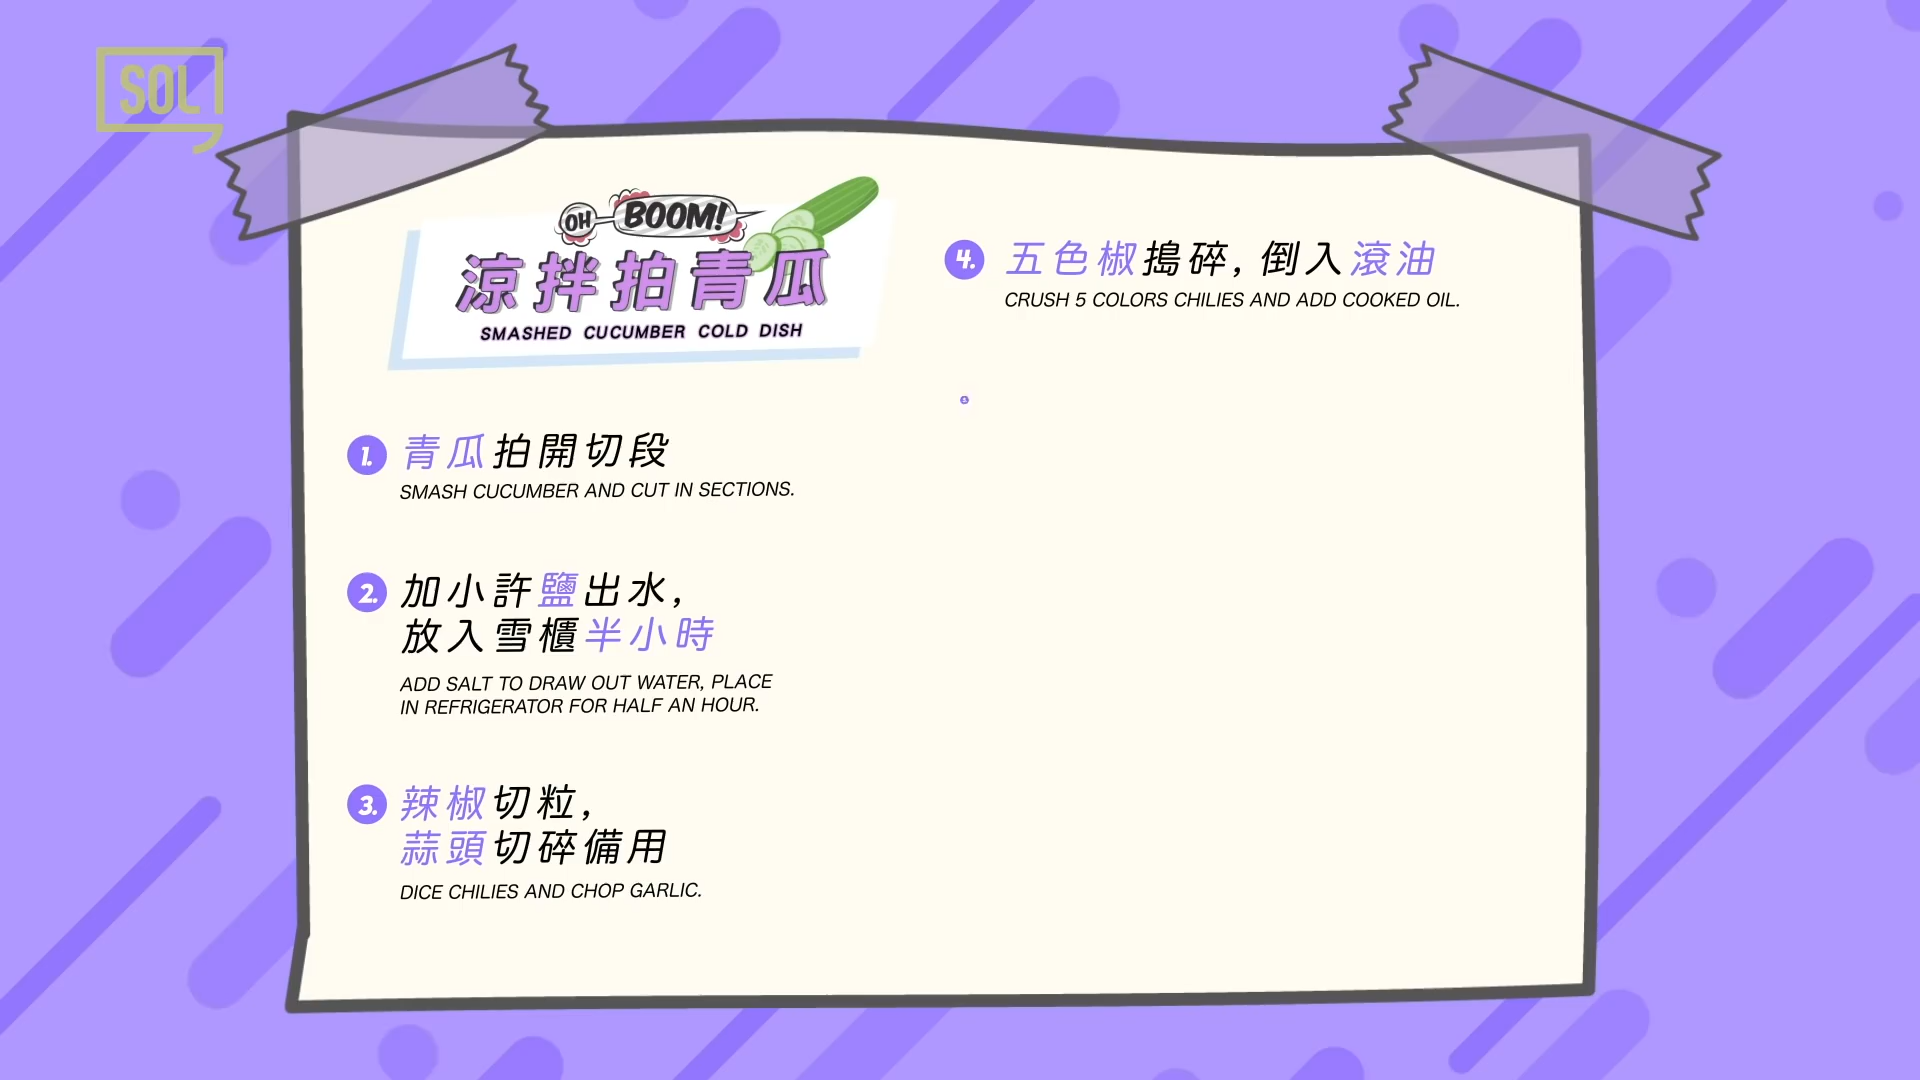 SOL
OH BOOM!
涼拌拍青瓜
SMASHED CUCUMBER COLD DISH
1. 青瓜拍開切段
SMASH CUCUMBER AND CUT IN SECTIONS.
2. 加小許鹽出水,
放入雪櫃半小時
ADD SALT TO DRAW OUT WATER, PLACE
IN REFRIGERATOR FOR HALF AN HOUR.
3. 辣椒切粒,
蒜頭切碎備用
DICE CHILIES AND CHOP GARLIC.
4. 五色椒搗碎, 倒入滾油
CRUSH 5 COLORS CHILIES AND ADD COOKED OIL.